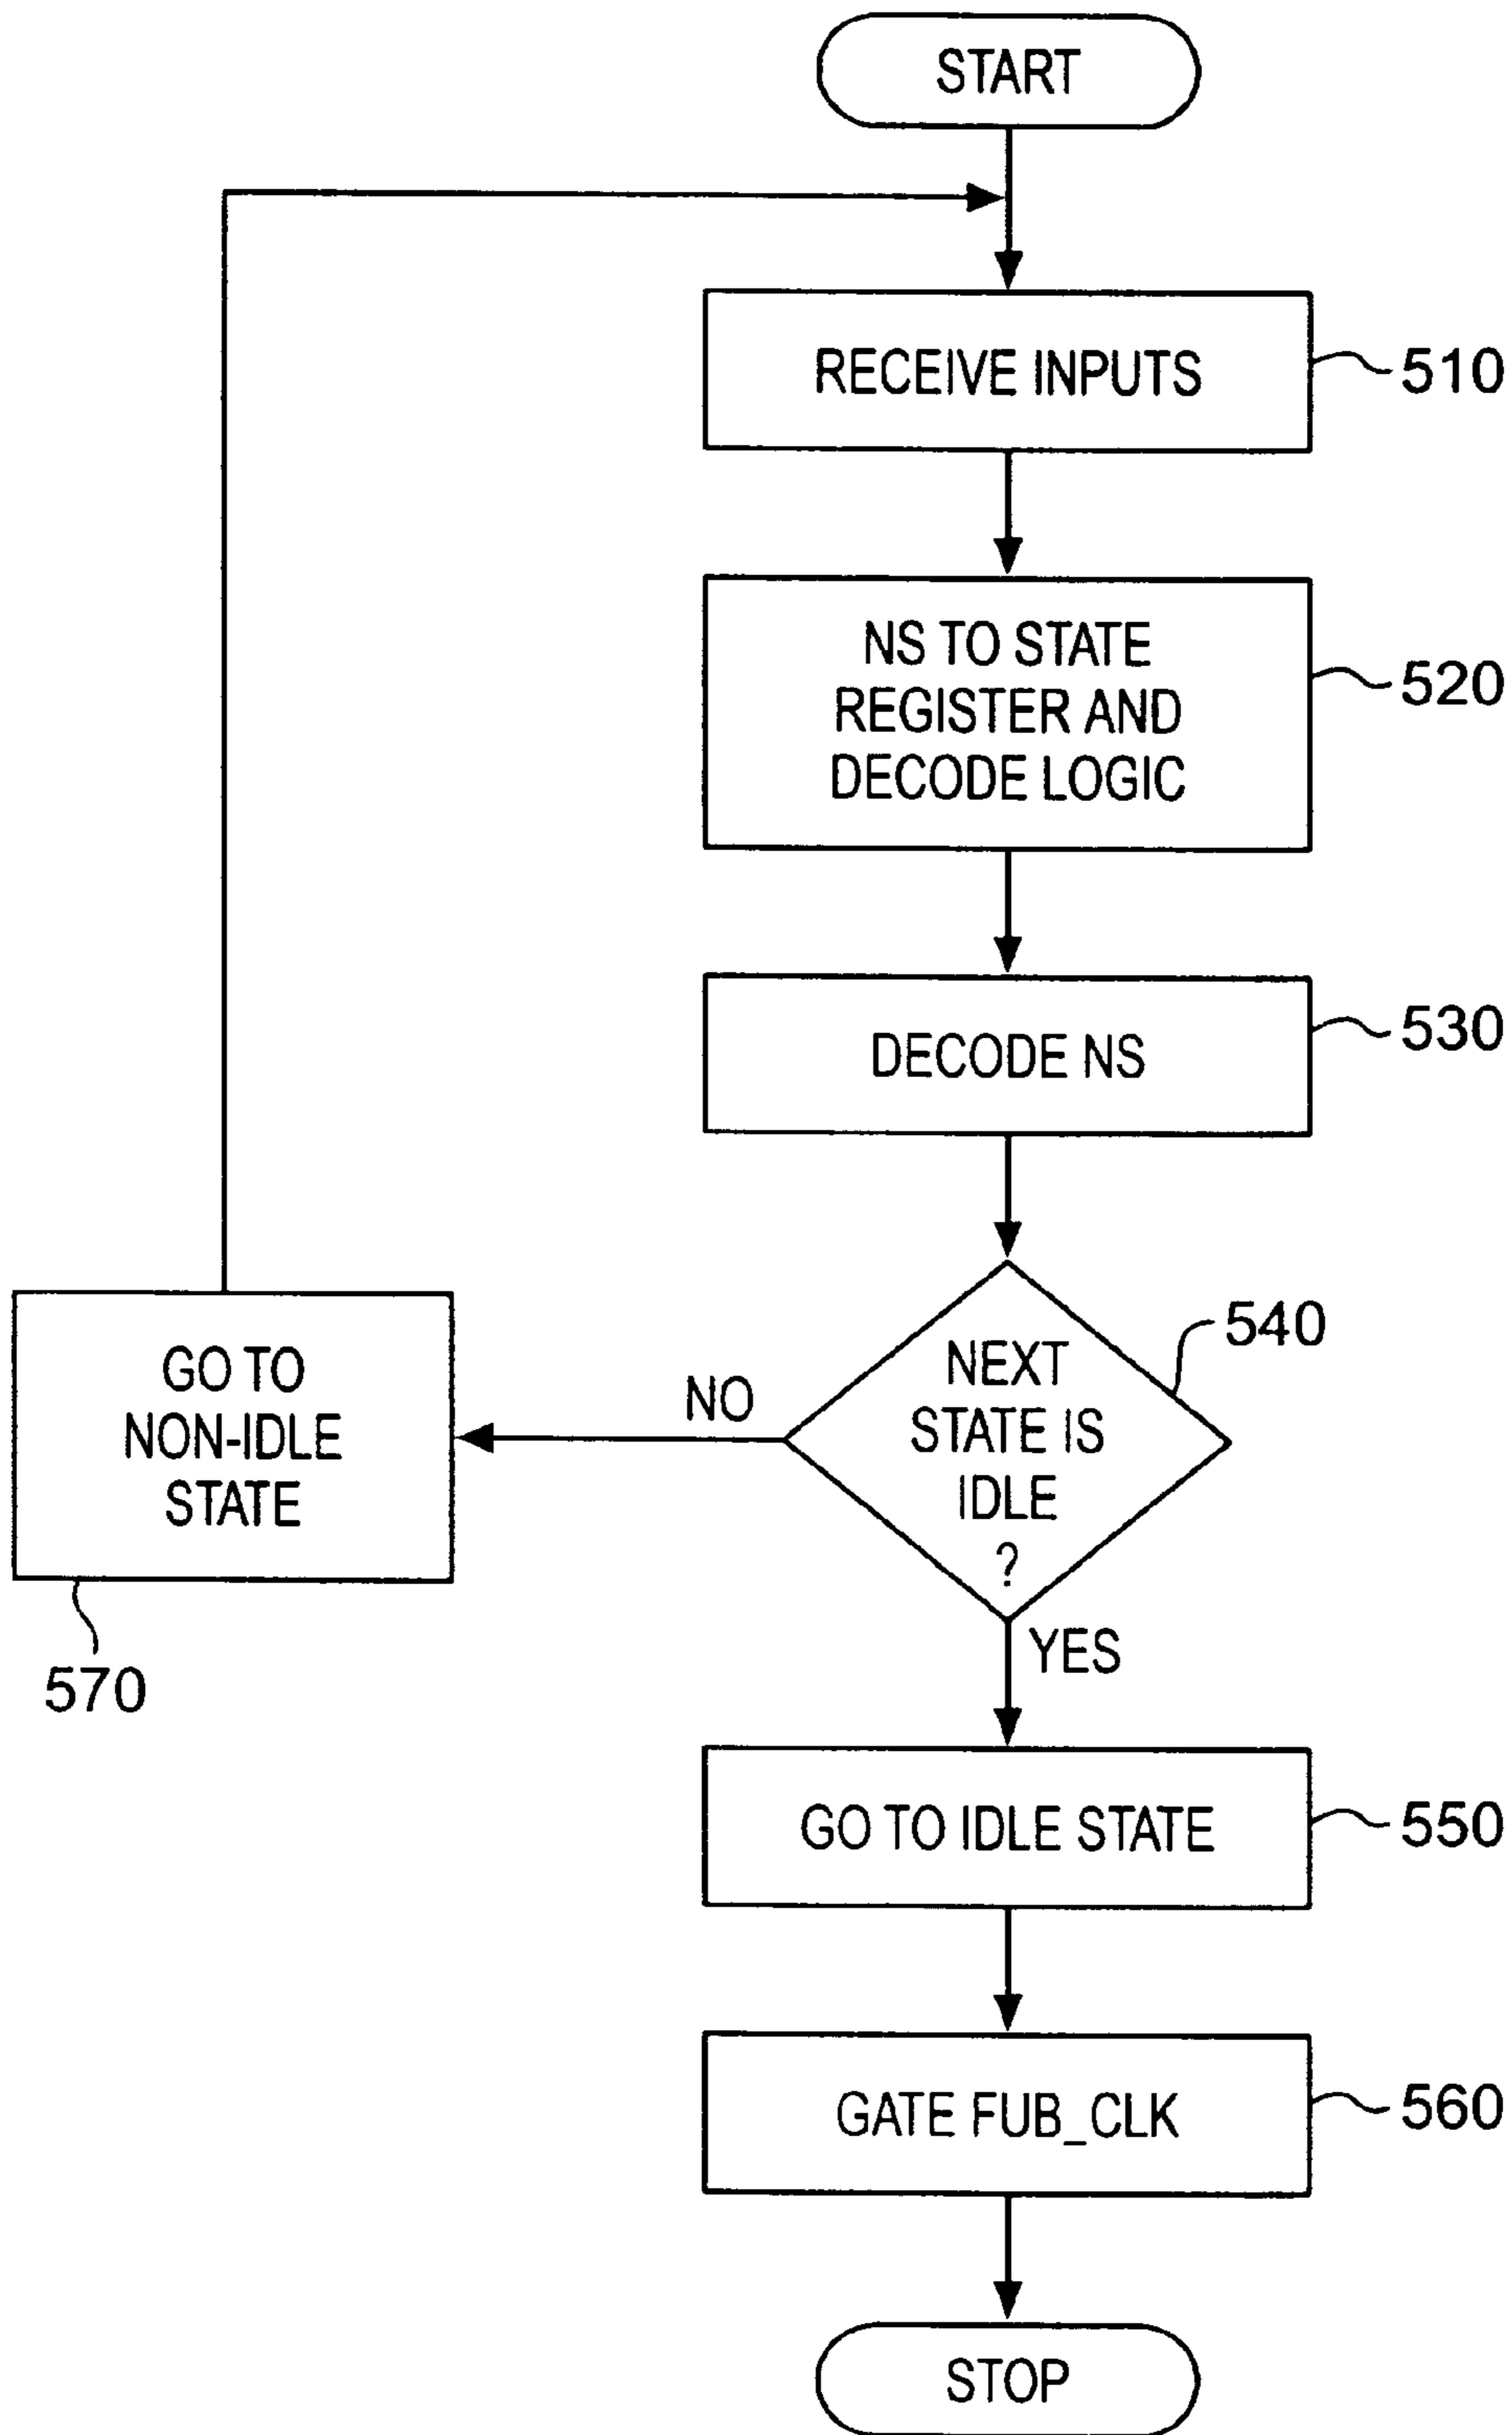 START
RECEIVE INPUTS
510
NS TO STATE
REGISTER AND
DECODE LOGIC
520
DECODE NS
530
NEXT
STATE IS
IDLE
?
540
NO
GO TO
NON-IDLE
STATE
570
YES
GO TO IDLE STATE
550
GATE FUB_CLK
560
STOP